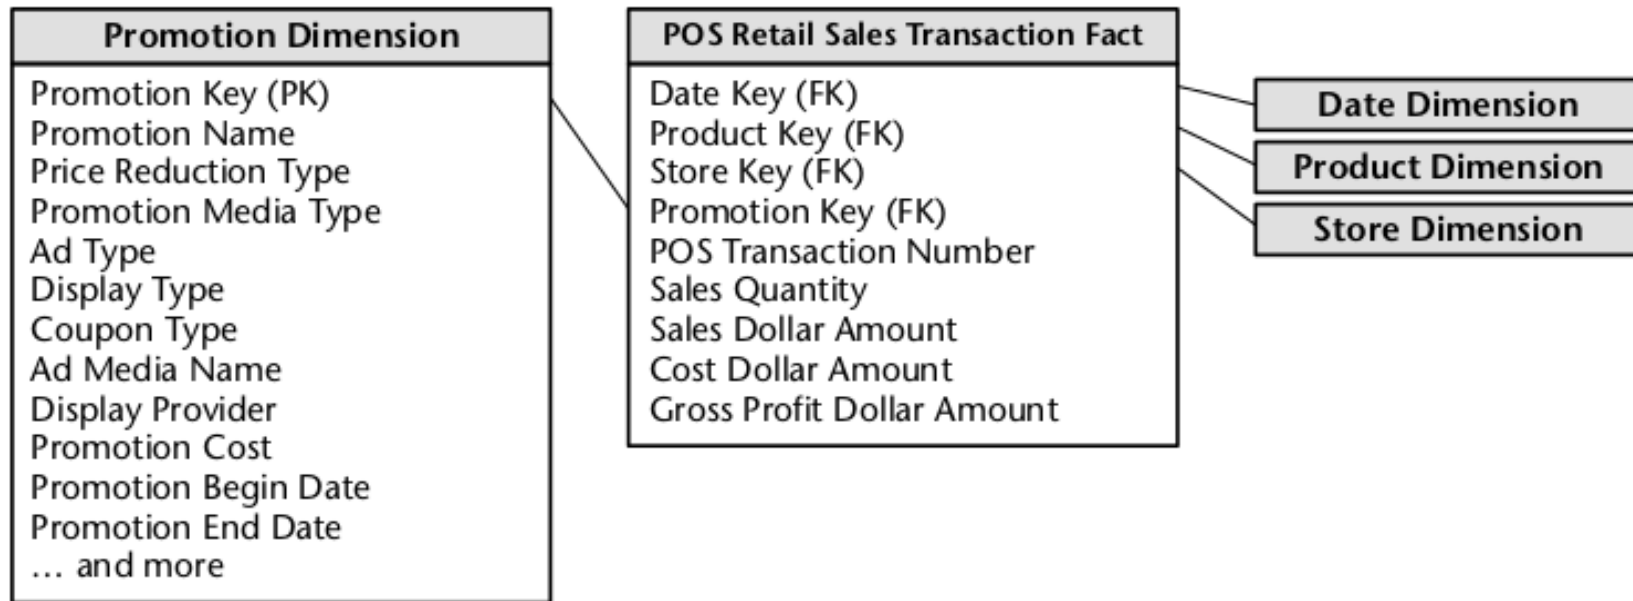 Promotion Dimension
Promotion Key (PK)
Promotion Name
Price Reduction Type
Promotion Media Type
Ad Type
Display Type
Coupon Type
Ad Media Name
Display Provider
Promotion Cost
Promotion Begin Date
Promotion End Date
… and more
POS Retail Sales Transaction Fact
Date Key (FK)
Product Key (FK)
Store Key (FK)
Promotion Key (FK)
POS Transaction Number
Sales Quantity
Sales Dollar Amount
Cost Dollar Amount
Gross Profit Dollar Amount
Date Dimension
Product Dimension
Store Dimension